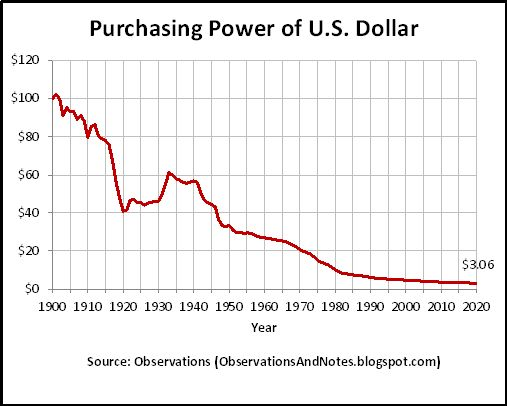 Purchasing Power of U.S. Dollar
$120
$100
$80
$60
$40
$20
$0
$3.06
1900 1910 1920 1930 1940 1950 1960 1970 1980 1990 2000 2010 2020
Year
Source: Observations (ObservationsAndNotes.blogspot.com)